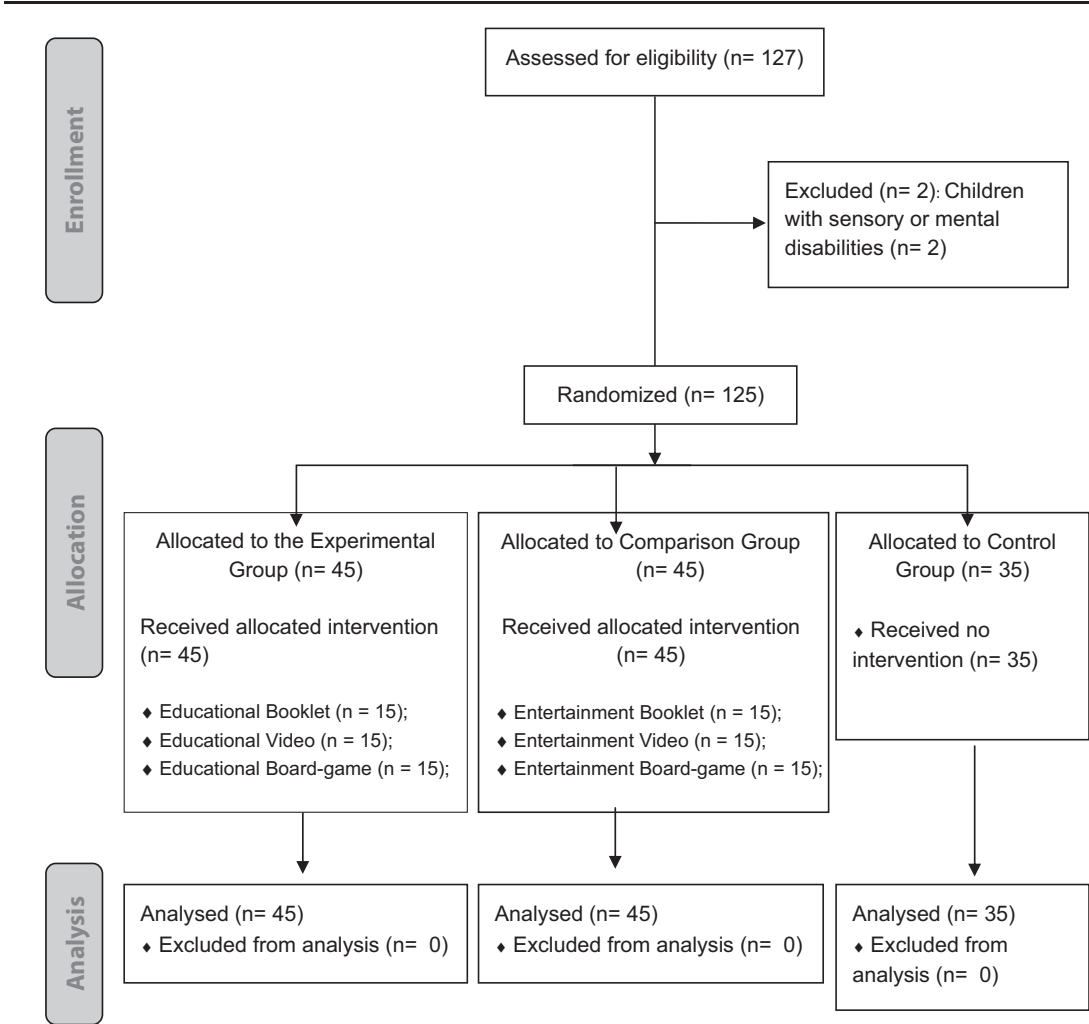 Enrollment
Assessed for eligibility (n= 127)
Excluded (n= 2): Children
with sensory or mental
disabilities (n= 2)
Randomized (n= 125)
Allocation
Allocated to the Experimental
Group (n= 45)
Received allocated intervention
(n= 45)
♦ Educational Booklet (n = 15);
♦ Educational Video (n = 15);
♦ Educational Board-game (n = 15);
Allocated to Comparison Group
(n= 45)
Received allocated intervention
(n= 45)
♦ Entertainment Booklet (n = 15);
♦ Entertainment Video (n = 15);
♦ Entertainment Board-game (n = 15);
Allocated to Control
Group (n= 35)
♦ Received no
intervention (n= 35)
Analysis
Analysed (n= 45)
♦ Excluded from analysis (n= 0)
Analysed (n= 45)
♦ Excluded from analysis (n= 0)
Analysed (n= 35)
♦ Excluded from
analysis (n= 0)